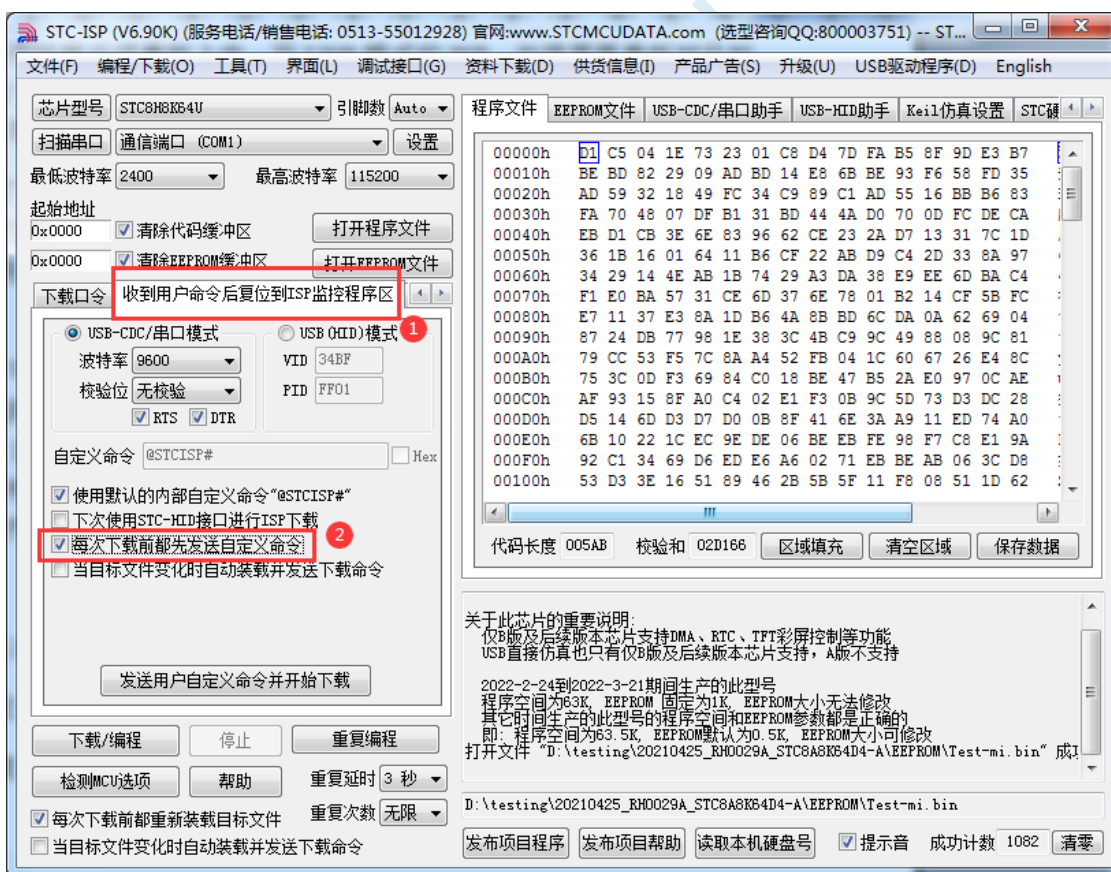 STC-ISP (V6.90K) (服务电话/销售电话: 0513-55012928) 官网:www.STCMCUDATA.com (选型咨询QQ:800003751) -- ST...
文件(F) 编程/下载(O) 工具(T) 界面(L) 调试接口(G) 资料下载(D) 供货信息(I) 产品广告(S) 升级(U) USB驱动程序(D) English
芯片型号 STC8H8K64U 引脚数 Auto
扫描串口 通信端口 (COM1) 设置
最低波特率 2400 最高波特率 115200
起始地址
0x0000 清除代码缓冲区 打开程序文件
0x0000 清除EEPROM缓冲区 打开EEPROM文件
下载口令 收到用户命令后复位到ISP监控程序区
1
USB-CDC/串口模式 USB(HID)模式
波特率 9600 VID 34BF
校验位 无校验 PID FF01
RTS DTR
自定义命令 @STCISP# Hex
使用默认的内部自定义命令"@STCISP#"
下次使用STC-HID接口进行ISP下载
每次下载前都先发送自定义命令
2
当目标文件变化时自动装载并发送下载命令
发送用户自定义命令并开始下载
下载/编程 停止 重复编程
检测MCU选项 帮助 重复延时 3 秒
每次下载前都重新装载目标文件 重复次数 无限
当目标文件变化时自动装载并发送下载命令
程序文件 EEPROM文件 USB-CDC/串口助手 USB-HID助手 Keil仿真设置 STC硬
00000h D1 C5 04 1E 73 23 01 C8 D4 7D FA B5 8F 9D E3 B7
00010h BE BD 82 29 09 AD BD 14 E8 6B BE 93 F6 58 FD 35
00020h AD 59 32 18 49 FC 34 C9 89 C1 AD 55 16 BB B6 83
00030h FA 70 48 07 DF B1 31 BD 44 4A D0 70 0D FC DE CA
00040h EB D1 CB 3E 6E 83 96 62 CE 23 2A D7 13 31 7C 1D
00050h 36 1B 16 01 64 11 B6 CF 22 AB D9 C4 2D 33 8A 97
00060h 34 29 14 4E AB 1B 74 29 A3 DA 38 E9 EE 6D BA C4
00070h F1 E0 BA 57 31 CE 6D 37 6E 78 01 B2 14 CF 5B FC
00080h E7 11 37 E3 8A 1D B6 4A 8B BD 6C DA 0A 62 69 04
00090h 87 24 DB 77 98 1E 38 3C 4B C9 9C 49 88 08 9C 81
000A0h 79 CC 53 F5 7C 8A A4 52 FB 04 1C 60 67 26 E4 8C
000B0h 75 3C 0D F3 69 84 C0 18 BE 47 B5 2A E0 97 0C AE
000C0h AF 93 15 8F A0 C4 02 E1 F3 0B 9C 5D 73 D3 DC 28
000D0h D5 14 6D D3 D7 D0 0B 8F 41 6E 3A A9 11 ED 74 A0
000E0h 6B 10 22 1C EC 9E DE 06 BE EB FE 98 F7 C8 E1 9A
000F0h 92 C1 34 69 D6 ED E6 A6 02 71 EB BE AB 06 3C D8
00100h 53 D3 3E 16 51 89 46 2B 5B 5F 11 F8 08 51 1D 62
代码长度 005AB 校验和 02D166 区域填充 清空区域 保存数据
关于此芯片的重要说明:
仅B版及后续版本芯片支持DMA、RTC、TFT彩屏控制等功能
USB直接仿真也只有仅B版及后续版本芯片支持，A版不支持
2022-2-24到2022-3-21期间生产的此型号
程序空间为63K, EEPROM 固定为1K, EEPROM大小无法修改
其它时间生产的此型号的程序空间和EEPROM参数都是正确的
即: 程序空间为63.5K, EEPROM默认为0.5K, EEPROM大小可修改
打开文件 "D:\testing\20210425_RH0029A_STC8A8K64D4-A\EEPROM\Test-mi.bin" 成
D:\testing\20210425_RH0029A_STC8A8K64D4-A\EEPROM\Test-mi.bin
发布项目程序 发布项目帮助 读取本机硬盘号 提示音 成功计数 1082 清零